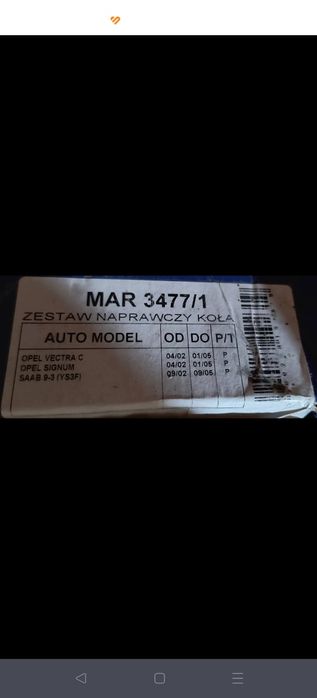 MAR 3477/1
ZESTAW NAPRAWCZY KOŁA
AUTO MODEL OD DO P/T
OPEL VECTRA C 04/02 01/05 P
OPEL SIGNUM 04/02 01/05 P
SAAB 9-3 (YS3F) 09/02 09/05 P